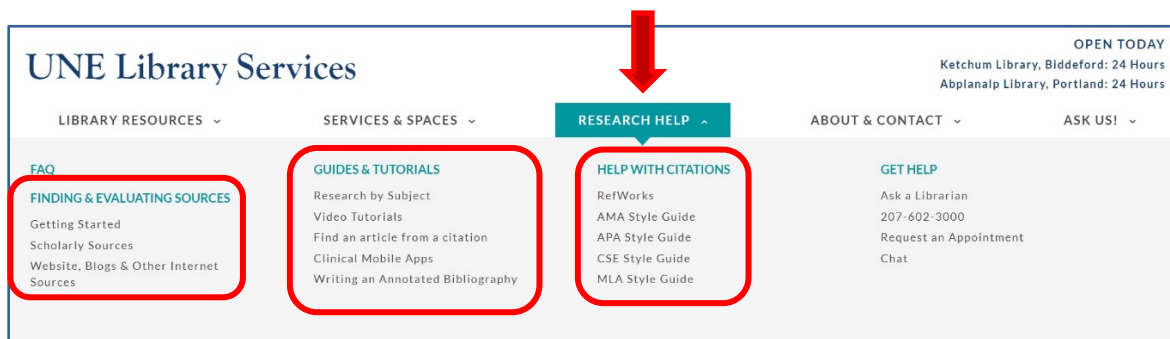 UNE Library Services
OPEN TODAY
Ketchum Library, Biddeford: 24 Hours
Abplanalp Library, Portland: 24 Hours
LIBRARY RESOURCES
SERVICES & SPACES
RESEARCH HELP
ABOUT & CONTACT
ASK US!
FAQ
FINDING & EVALUATING SOURCES
Getting Started
Scholarly Sources
Website, Blogs & Other Internet
Sources
GUIDES & TUTORIALS
Research by Subject
Video Tutorials
Find an article from a citation
Clinical Mobile Apps
Writing an Annotated Bibliography
HELP WITH CITATIONS
RefWorks
AMA Style Guide
APA Style Guide
CSE Style Guide
MLA Style Guide
GET HELP
Ask a Librarian
207-602-3000
Request an Appointment
Chat